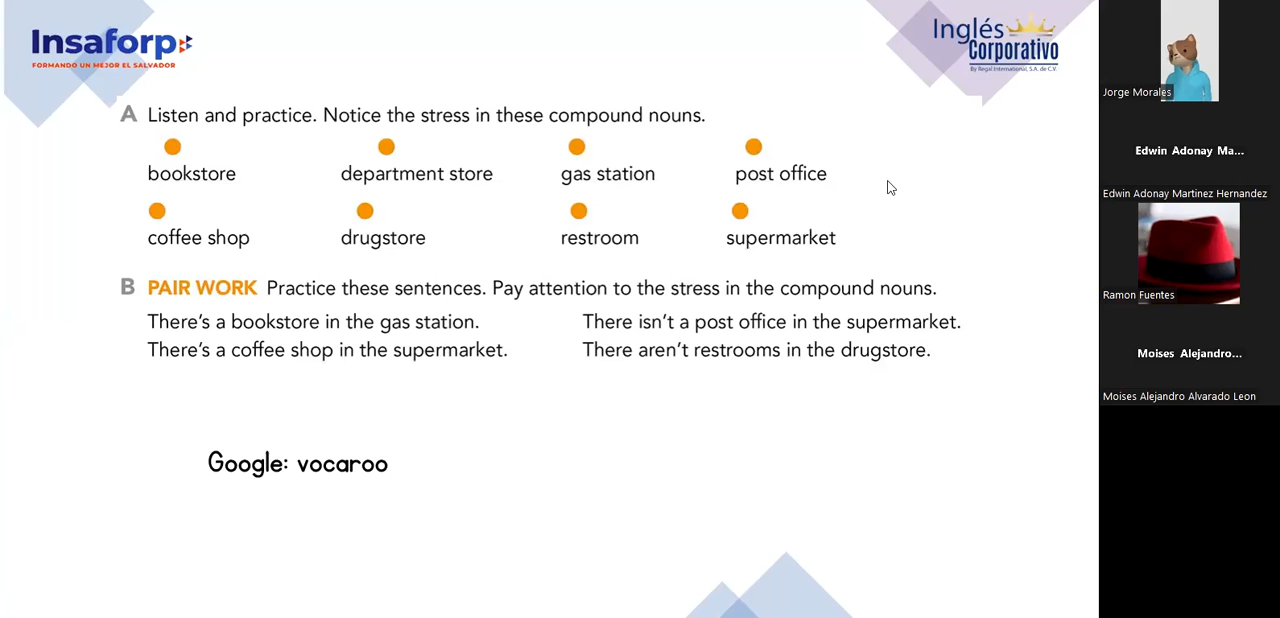 Insaforp
FORMANDO UN MEJOR EL SALVADOR
Inglés
Corporativo
By Regal International, S.A. de C.V.
A Listen and practice. Notice the stress in these compound nouns.
bookstore department store gas station post office
coffee shop drugstore restroom supermarket
B PAIR WORK Practice these sentences. Pay attention to the stress in the compound nouns.
There's a bookstore in the gas station. There isn't a post office in the supermarket.
There's a coffee shop in the supermarket. There aren't restrooms in the drugstore.
Google: vocaroo
Jorge Morales
Edwin Adonay Ma...
Edwin Adonay Martinez Hernandez
Ramon Fuentes
Moises Alejandro...
Moises Alejandro Alvarado Leon